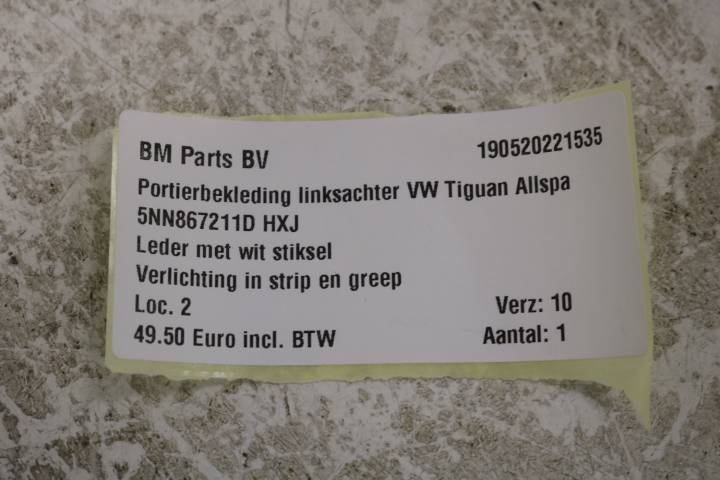 BM Parts BV 190520221535
Portierbekleding linksachter VW Tiguan Allspa
5NN867211D HXJ
Leder met wit stiksel
Verlichting in strip en greep
Loc. 2 Verz: 10
49.50 Euro incl. BTW Aantal: 1